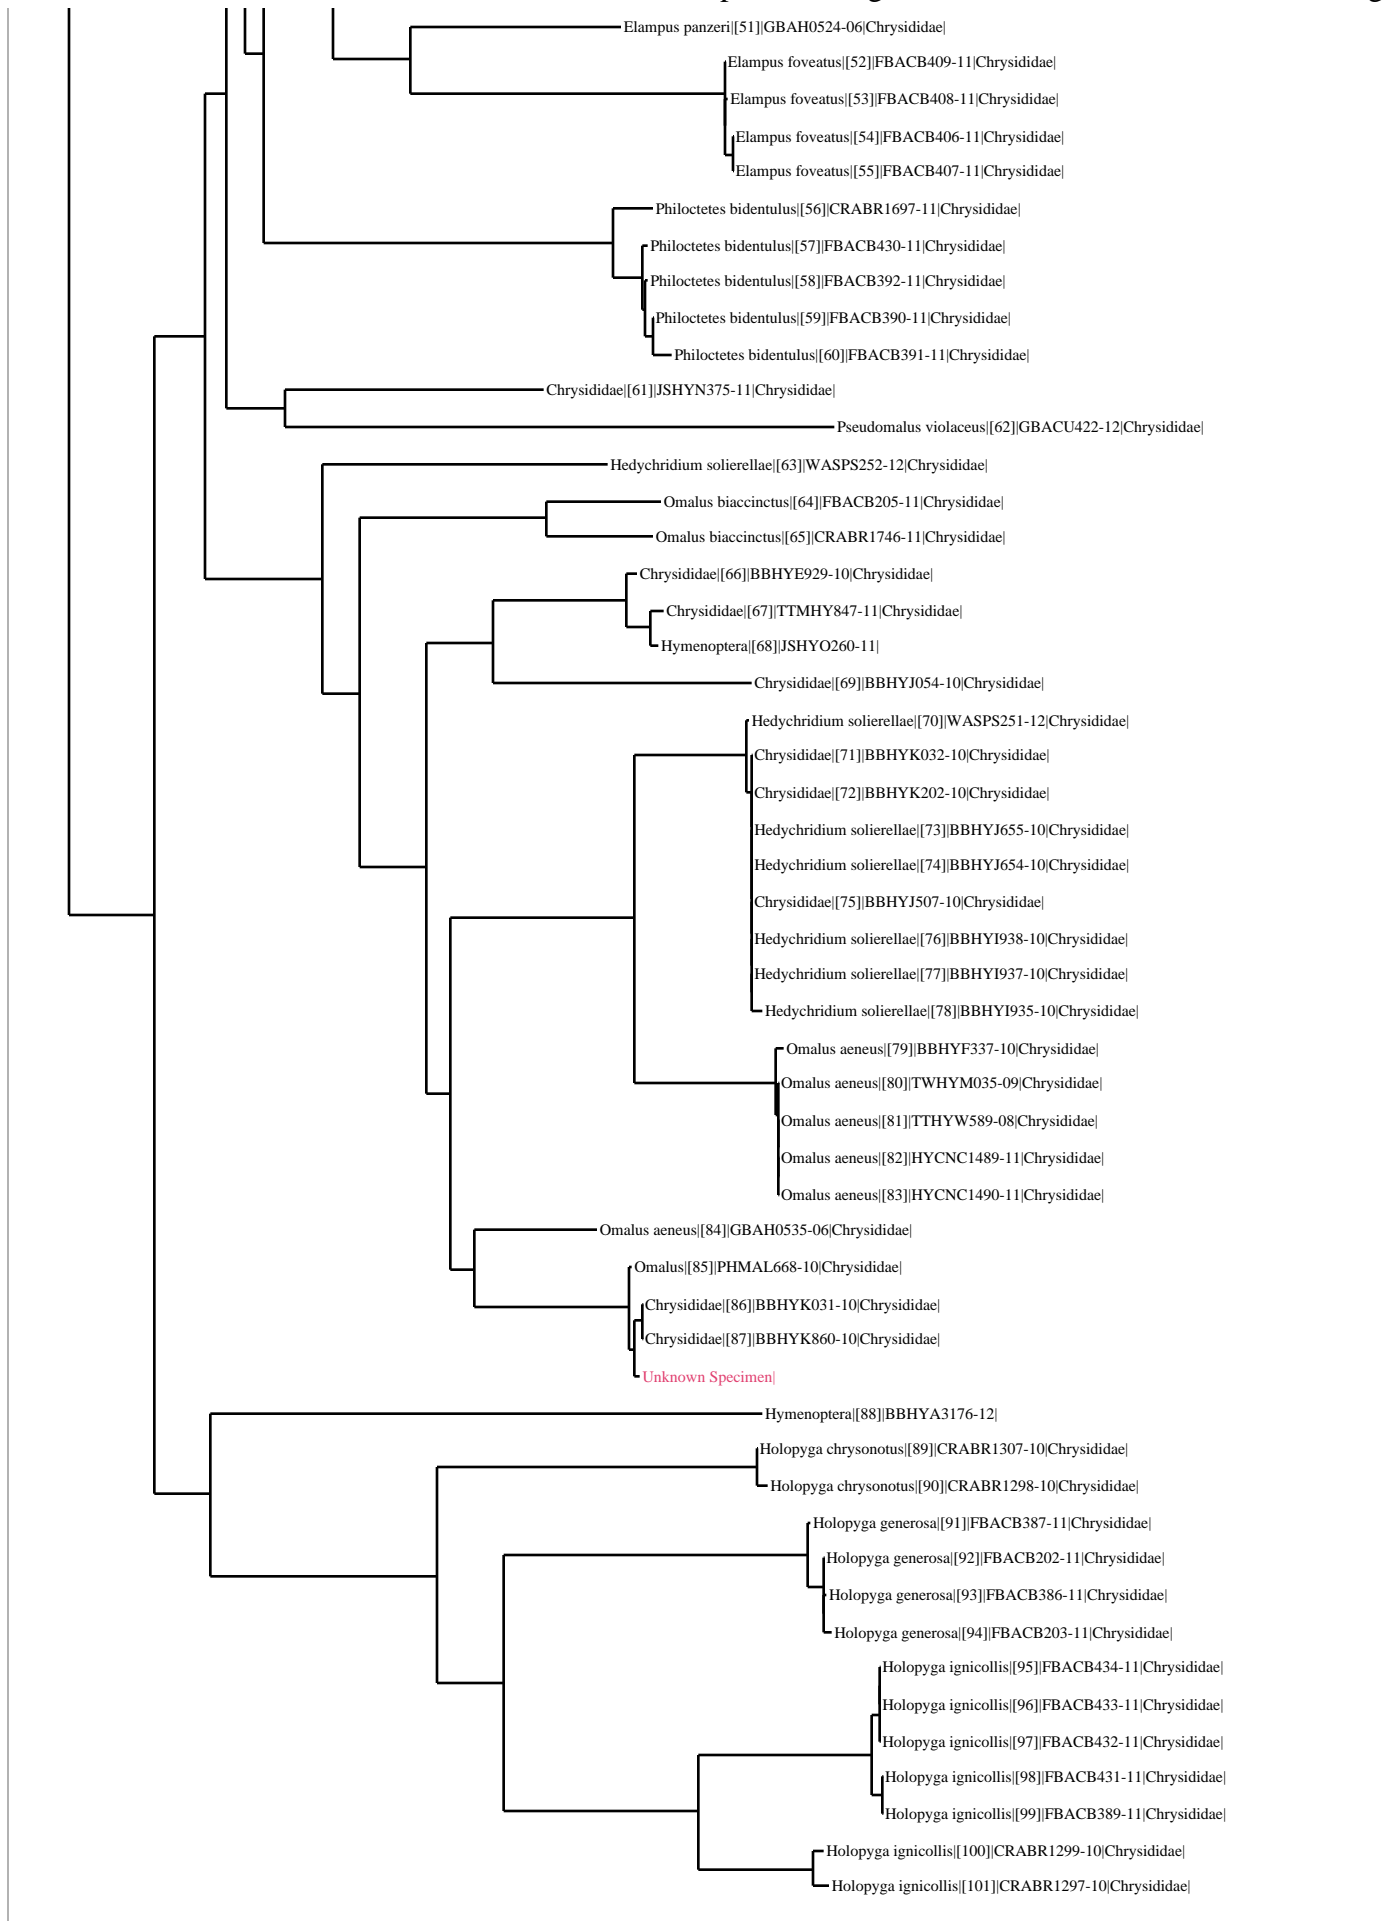 Elampus panzeri|[51]|GBAH0524-06|Chrysididae|
Elampus foveatus|[52]|FBACB409-11|Chrysididae|
Elampus foveatus|[53]|FBACB408-11|Chrysididae|
Elampus foveatus|[54]|FBACB406-11|Chrysididae|
Elampus foveatus|[55]|FBACB407-11|Chrysididae|
Philoctetes bidentulus|[56]|CRABR1697-11|Chrysididae|
Philoctetes bidentulus|[57]|FBACB430-11|Chrysididae|
Philoctetes bidentulus|[58]|FBACB392-11|Chrysididae|
Philoctetes bidentulus|[59]|FBACB390-11|Chrysididae|
Philoctetes bidentulus|[60]|FBACB391-11|Chrysididae|
Chrysididae|[61]|JSHYN375-11|Chrysididae|
Pseudomalus violaceus|[62]|GBACU422-12|Chrysididae|
Hedychridium solierellae|[63]|WASPS252-12|Chrysididae|
Omalus biaccinctus|[64]|FBACB205-11|Chrysididae|
Omalus biaccinctus|[65]|CRABR1746-11|Chrysididae|
Chrysididae|[66]|BBHYE929-10|Chrysididae|
Chrysididae|[67]|TTMHY847-11|Chrysididae|
Hymenoptera|[68]|JSHYO260-11|
Chrysididae|[69]|BBHYJ054-10|Chrysididae|
Hedychridium solierellae|[70]|WASPS251-12|Chrysididae|
Chrysididae|[71]|BBHYK032-10|Chrysididae|
Chrysididae|[72]|BBHYK202-10|Chrysididae|
Hedychridium solierellae|[73]|BBHYJ655-10|Chrysididae|
Hedychridium solierellae|[74]|BBHYJ654-10|Chrysididae|
Chrysididae|[75]|BBHYJ507-10|Chrysididae|
Hedychridium solierellae|[76]|BBHYI938-10|Chrysididae|
Hedychridium solierellae|[77]|BBHYI937-10|Chrysididae|
Hedychridium solierellae|[78]|BBHYI935-10|Chrysididae|
Omalus aeneus|[79]|BBHYF337-10|Chrysididae|
Omalus aeneus|[80]|TWHYM035-09|Chrysididae|
Omalus aeneus|[81]|TTHYW589-08|Chrysididae|
Omalus aeneus|[82]|HYCNC1489-11|Chrysididae|
Omalus aeneus|[83]|HYCNC1490-11|Chrysididae|
Omalus aeneus|[84]|GBAH0535-06|Chrysididae|
Omalus|[85]|PHMAL668-10|Chrysididae|
Chrysididae|[86]|BBHYK031-10|Chrysididae|
Chrysididae|[87]|BBHYK860-10|Chrysididae|
Unknown Specimen|
Hymenoptera|[88]|BBHYA3176-12|
Holopyga chrysonotus|[89]|CRABR1307-10|Chrysididae|
Holopyga chrysonotus|[90]|CRABR1298-10|Chrysididae|
Holopyga generosa|[91]|FBACB387-11|Chrysididae|
Holopyga generosa|[92]|FBACB202-11|Chrysididae|
Holopyga generosa|[93]|FBACB386-11|Chrysididae|
Holopyga generosa|[94]|FBACB203-11|Chrysididae|
Holopyga ignicollis|[95]|FBACB434-11|Chrysididae|
Holopyga ignicollis|[96]|FBACB433-11|Chrysididae|
Holopyga ignicollis|[97]|FBACB432-11|Chrysididae|
Holopyga ignicollis|[98]|FBACB431-11|Chrysididae|
Holopyga ignicollis|[99]|FBACB389-11|Chrysididae|
Holopyga ignicollis|[100]|CRABR1299-10|Chrysididae|
Holopyga ignicollis|[101]|CRABR1297-10|Chrysididae|